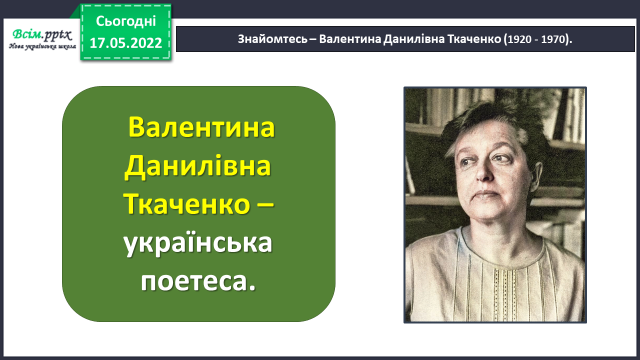 Всім.pptx
Нова українська школа
Сьогодні
17.05.2022
Знайомтесь – Валентина Данилівна Ткаченко (1920 - 1970).
Валентина
Данилівна
Ткаченко –
українська
поетеса.